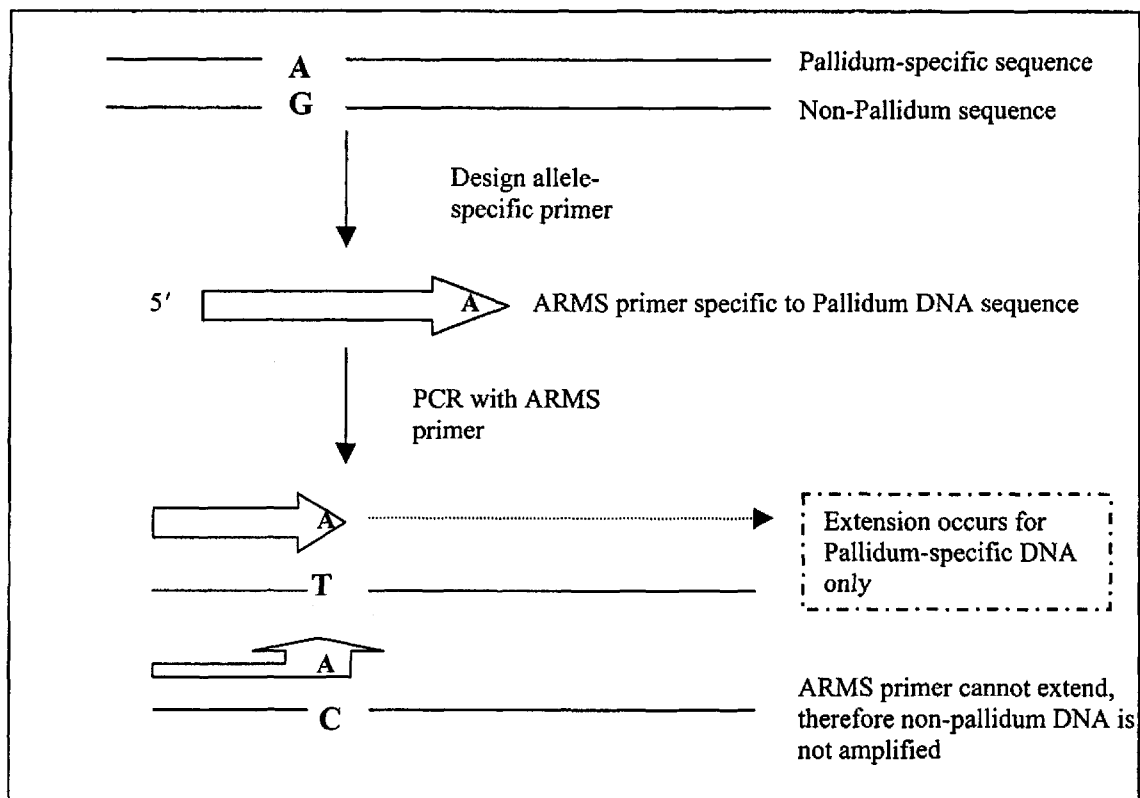 A
Pallidum-specific sequence
G
Non-Pallidum sequence
Design allele-
specific primer
5′
A
ARMS primer specific to Pallidum DNA sequence
PCR with ARMS
primer
A
Extension occurs for
Pallidum-specific DNA
only
T
A
C
ARMS primer cannot extend,
therefore non-pallidum DNA is
not amplified